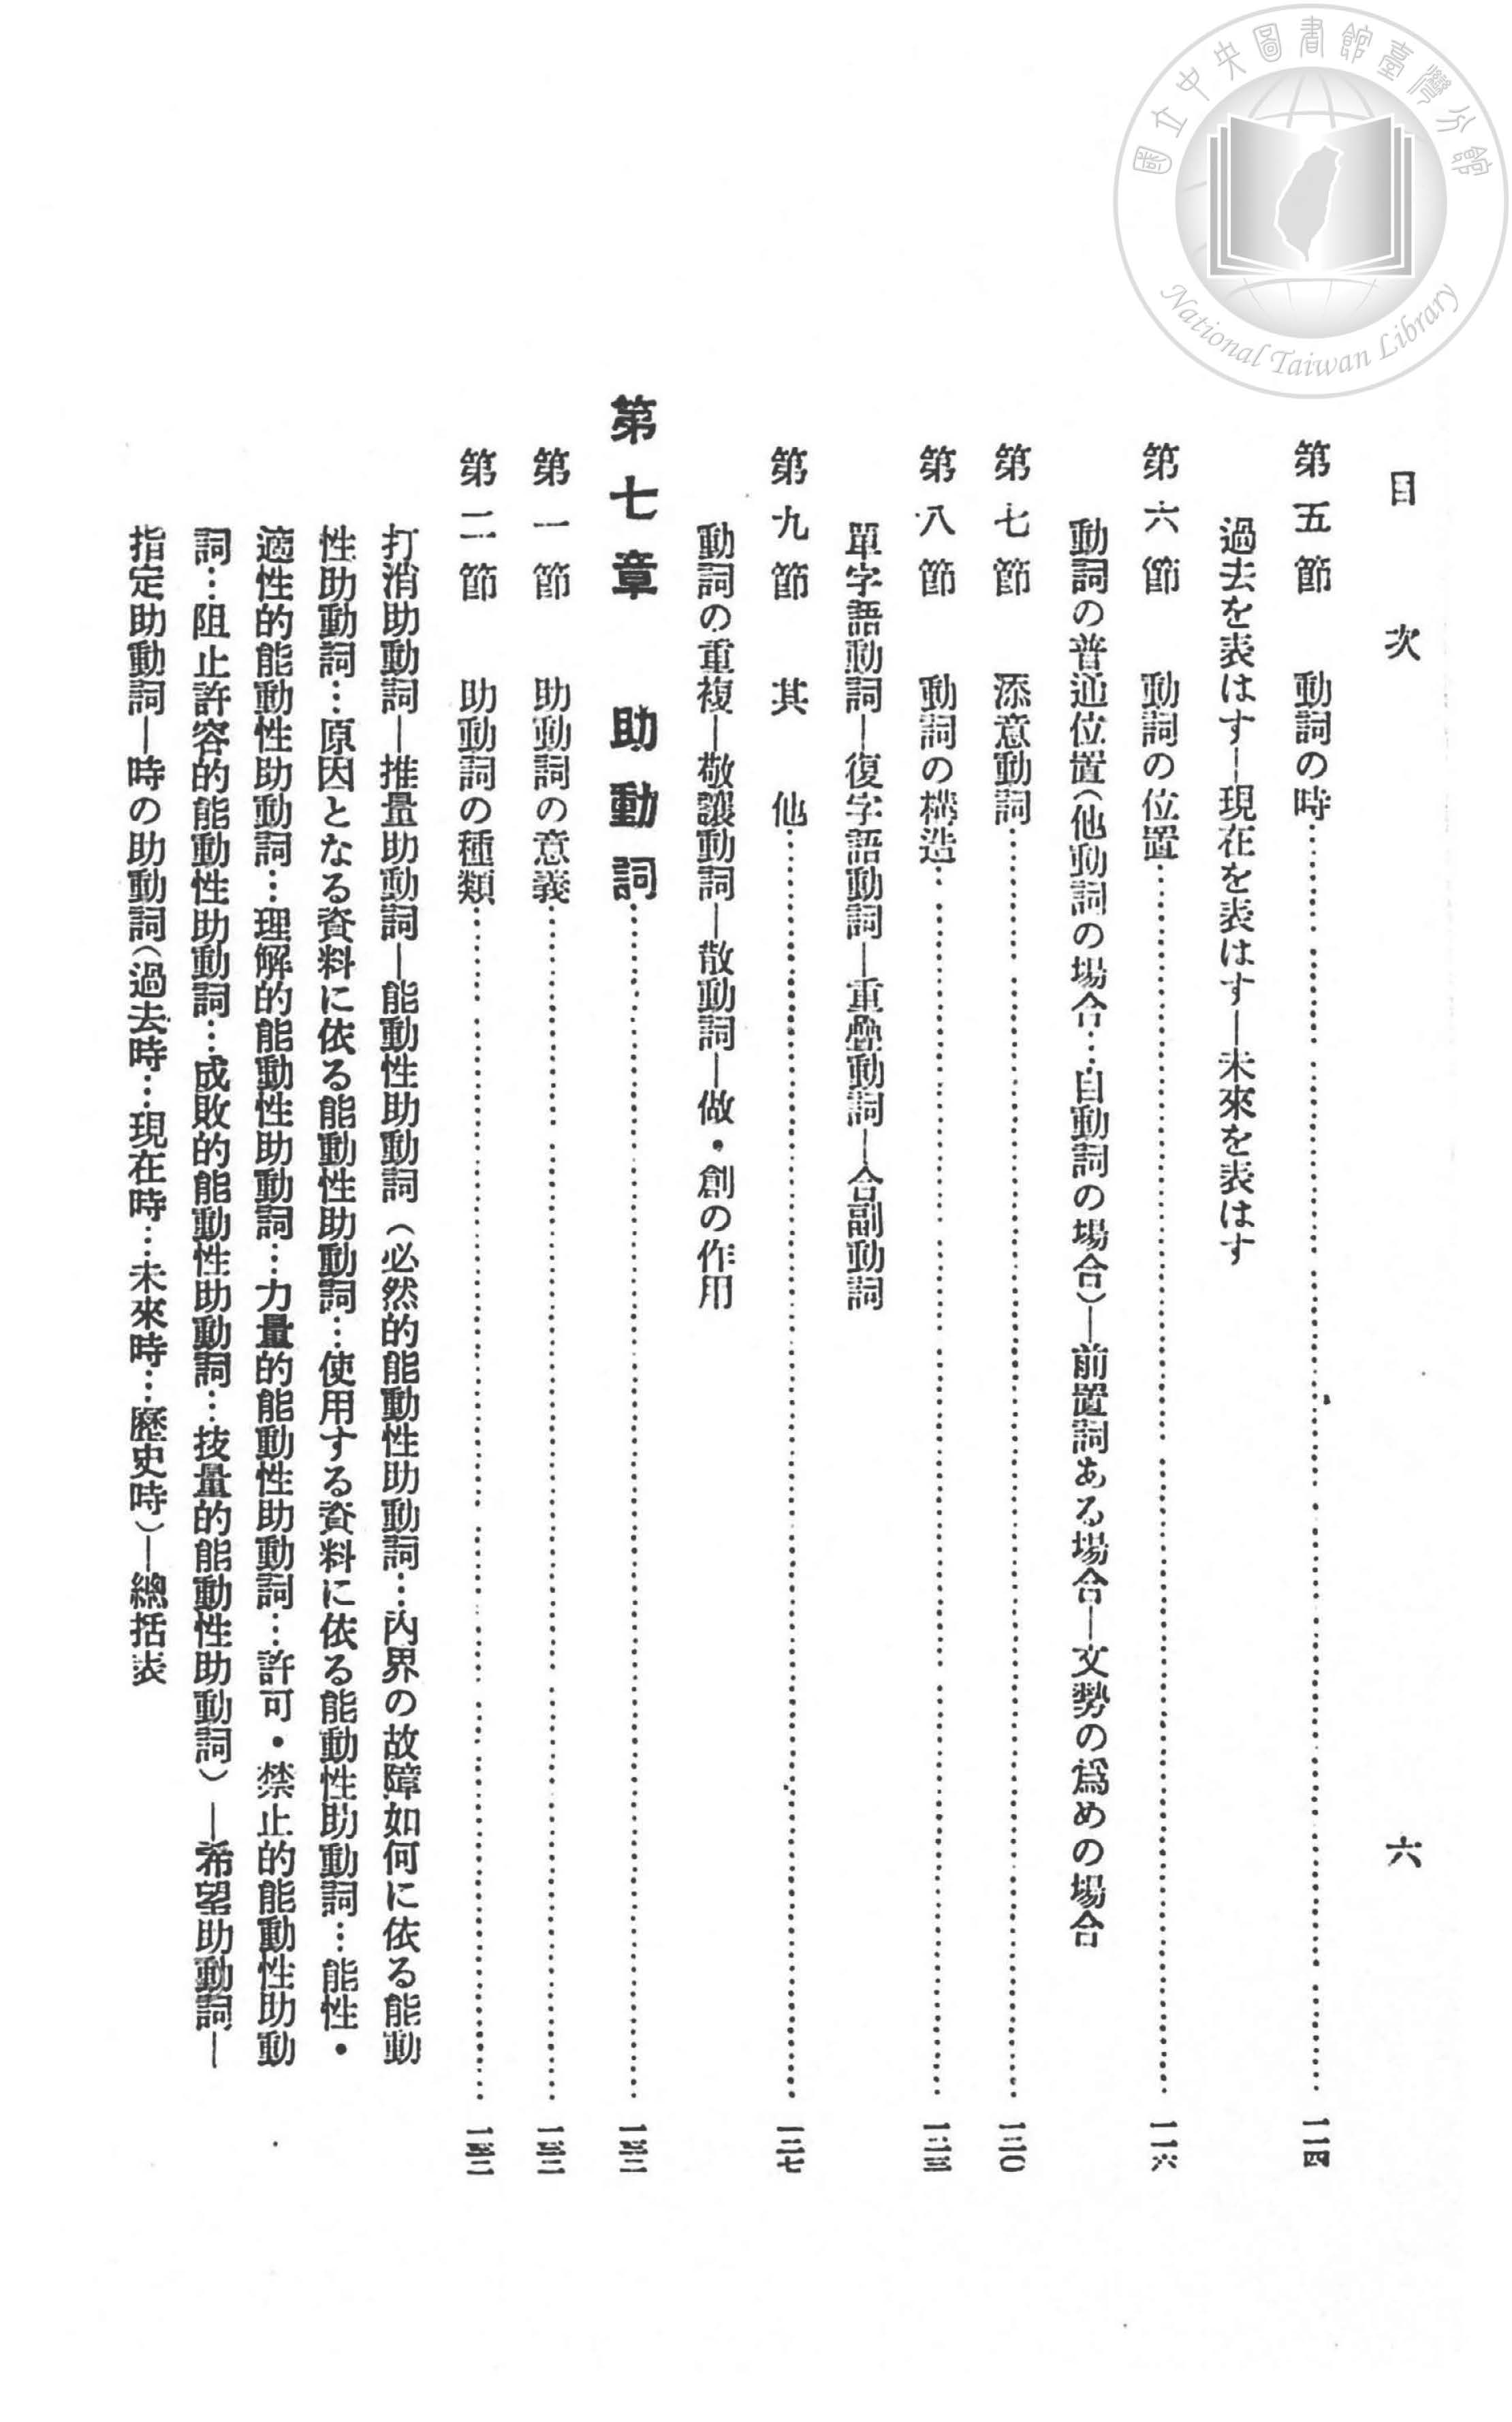 國立中央圖書館臺灣分館
National Taiwan Library
目次 六
第五節 動詞の時……一一四
過去を表はす—現在を表はす—未來を表はす
第六節 動詞の位置……一一六
動詞の普通位置(他動詞の場合…自動詞の場合)—前置詞ある場合—文勢の爲めの場合
第七節 添意動詞……一二〇
第八節 動詞の構造……一二三
單字語動詞—復字語動詞—重疊動詞—合副動詞
第九節 其他……一二七
動詞の重複—敬讓動詞—散動詞—做・創の作用
第七章 助動詞……一三二
第一節 助動詞の意義……一三二
第二節 助動詞の種類……一三二
打消助動詞—推量助動詞—能動性助動詞(必然的能動性助動詞…內界の故障如何に依る能動
性助動詞…原因となる資料に依る能動性助動詞…使用する資料に依る能動性助動詞…能性・
適性的能動性助動詞…理解的能動性助動詞…力量的能動性助動詞…許可・禁止的能動性助動
詞…阻止許容的能動性助動詞…成敗的能動性助動詞…技量的能動性助動詞)—希望助動詞—
指定助動詞—時の助動詞(過去時…現在時…未來時…歷史時)—總括表